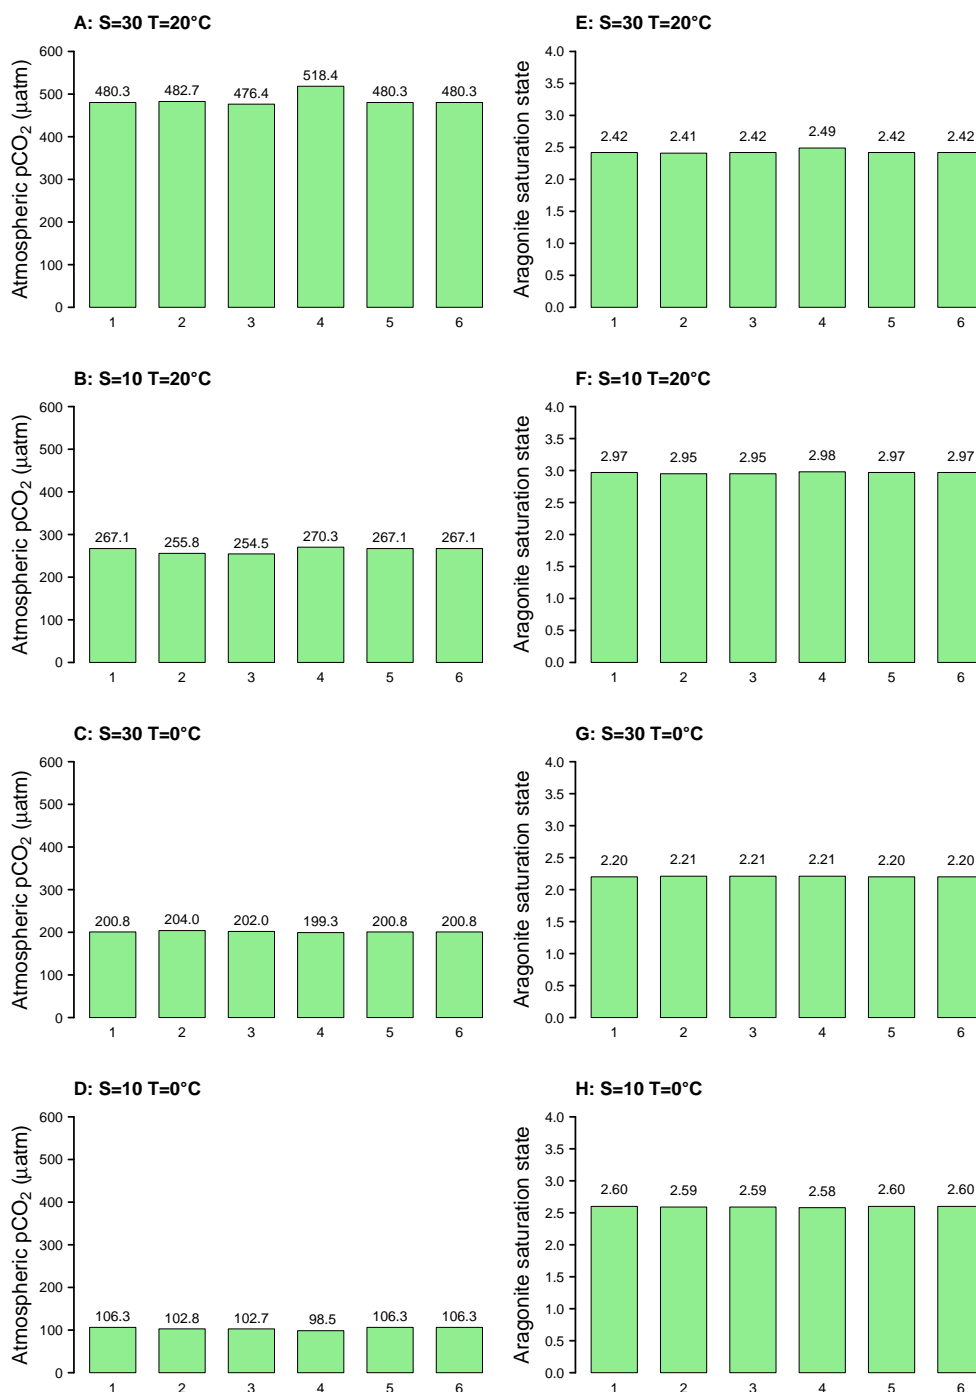 A: S=30 T=20°C
Atmospheric pCO2 (µatm)
600
500
400
300
200
100
0
480.3 482.7 476.4 518.4 480.3 480.3
1 2 3 4 5 6
E: S=30 T=20°C
Aragonite saturation state
4.0
3.5
3.0
2.5
2.0
1.5
1.0
0.5
0.0
2.42 2.41 2.42 2.49 2.42 2.42
1 2 3 4 5 6
B: S=10 T=20°C
Atmospheric pCO2 (µatm)
600
500
400
300
200
100
0
267.1 255.8 254.5 270.3 267.1 267.1
1 2 3 4 5 6
F: S=10 T=20°C
Aragonite saturation state
4.0
3.5
3.0
2.5
2.0
1.5
1.0
0.5
0.0
2.97 2.95 2.95 2.98 2.97 2.97
1 2 3 4 5 6
C: S=30 T=0°C
Atmospheric pCO2 (µatm)
600
500
400
300
200
100
0
200.8 204.0 202.0 199.3 200.8 200.8
1 2 3 4 5 6
G: S=30 T=0°C
Aragonite saturation state
4.0
3.5
3.0
2.5
2.0
1.5
1.0
0.5
0.0
2.20 2.21 2.21 2.21 2.20 2.20
1 2 3 4 5 6
D: S=10 T=0°C
Atmospheric pCO2 (µatm)
600
500
400
300
200
100
0
106.3 102.8 102.7 98.5 106.3 106.3
1 2 3 4 5 6
H: S=10 T=0°C
Aragonite saturation state
4.0
3.5
3.0
2.5
2.0
1.5
1.0
0.5
0.0
2.60 2.59 2.59 2.58 2.60 2.60
1 2 3 4 5 6